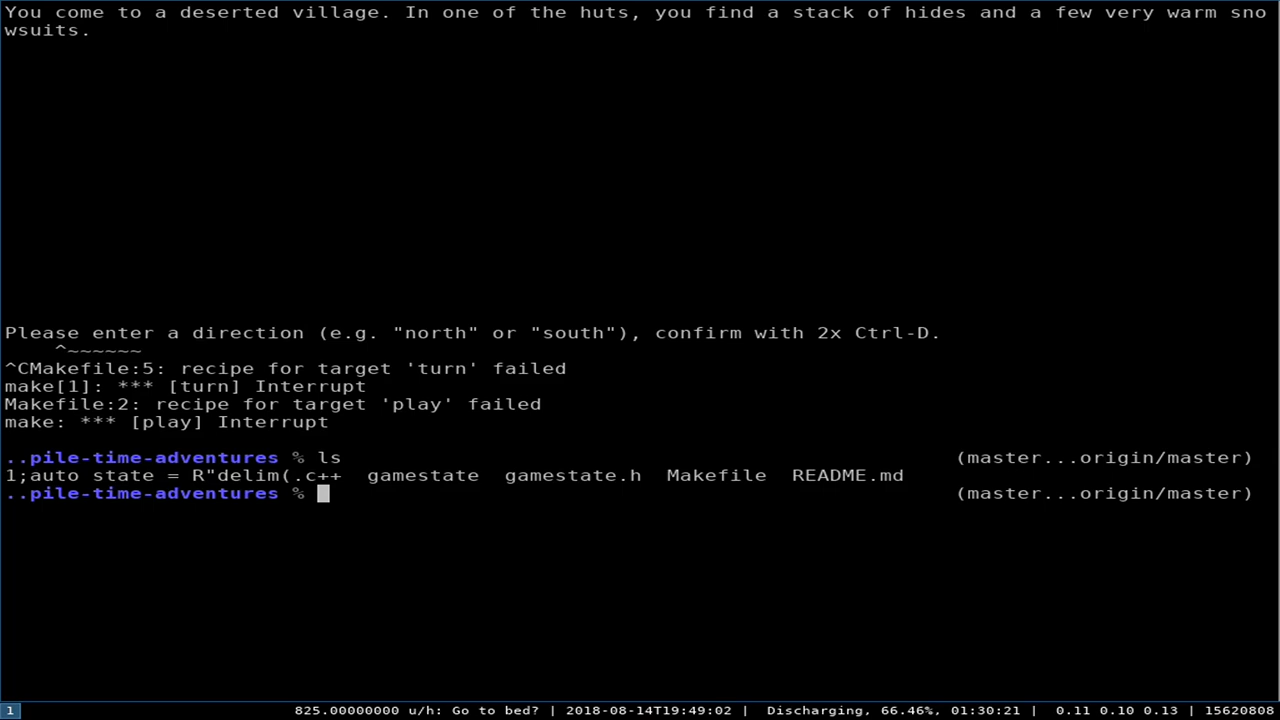 You come to a deserted village. In one of the huts, you find a stack of hides and a few very warm sno
wsuits.
Please enter a direction (e.g. "north" or "south"), confirm with 2x Ctrl-D.
    ^~~~~~~
^CMakefile:5: recipe for target 'turn' failed
make[1]: *** [turn] Interrupt
Makefile:2: recipe for target 'play' failed
make: *** [play] Interrupt
..pile-time-adventures % ls (master...origin/master)
1;auto state = R"delim(.c++  gamestate  gamestate.h  Makefile  README.md
..pile-time-adventures % (master...origin/master)
1 825.00000000 u/h: Go to bed? | 2018-08-14T19:49:02 |  Discharging, 66.46%, 01:30:21 |  0.11 0.10 0.13 | 15620808